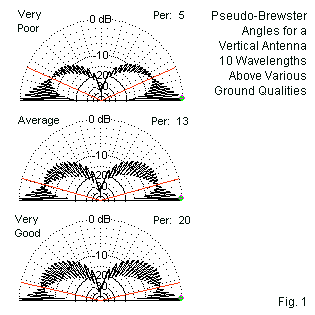 Very
Poor
0 dB
Per: 5
-10
-20
-30
Pseudo-Brewster
Angles for a
Vertical Antenna
10 Wavelengths
Above Various
Ground Qualities
Average
0 dB
Per: 13
-10
-20
-30
Very
Good
0 dB
Per: 20
-10
-20
-30
Fig. 1